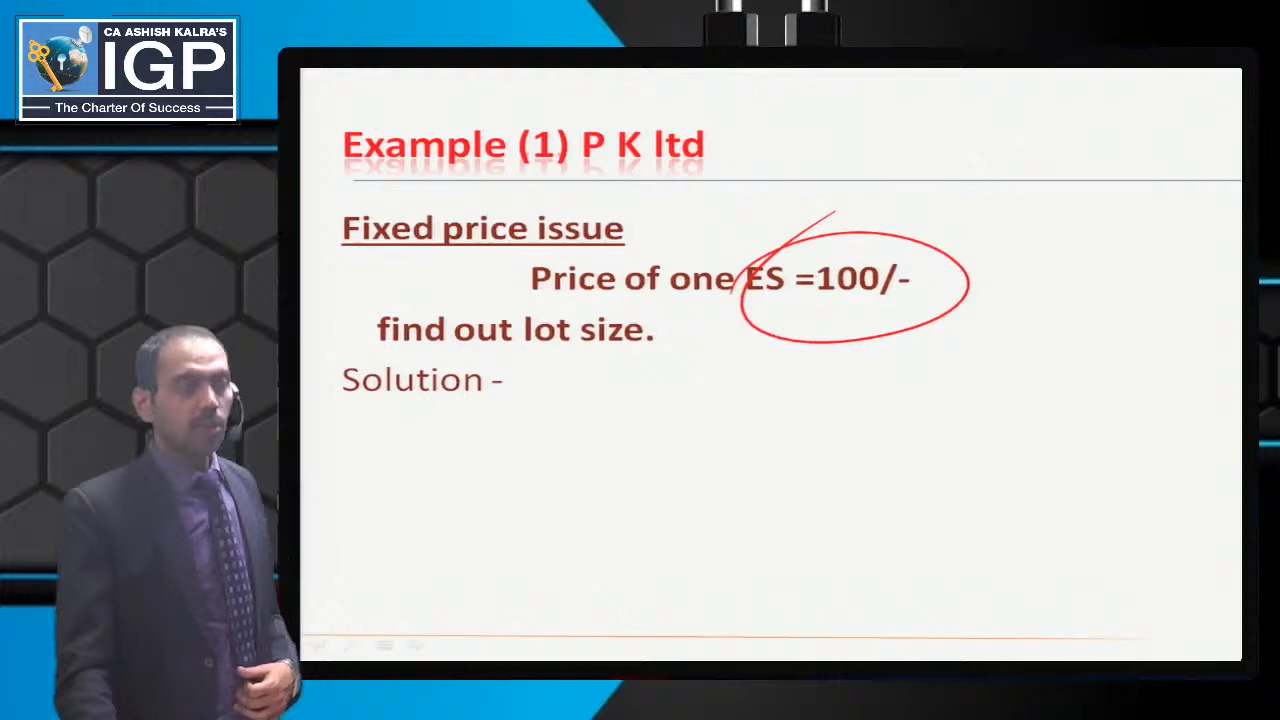 CA ASHISH KALRA'S
IGP
The Charter Of Success
Example (1) P K ltd
Fixed price issue
Price of one ES =100/-
find out lot size.
Solution -